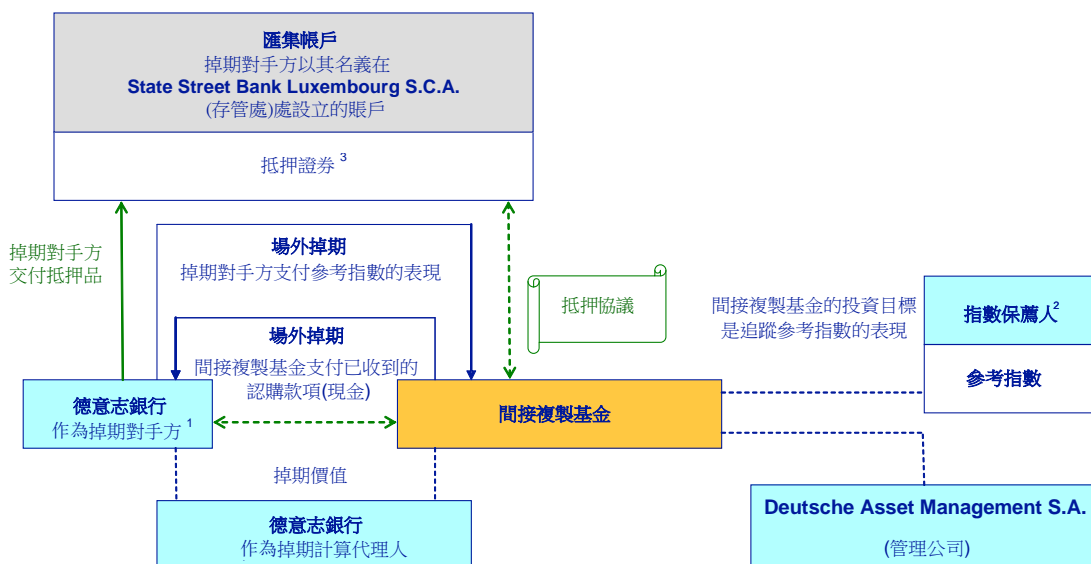 匯集帳戶
掉期對手方以其名義在
State Street Bank Luxembourg S.C.A.
(存管處)處設立的賬戶
抵押證券 3
掉期對手方
交付抵押品
場外掉期
掉期對手方支付參考指數的表現
抵押協議
間接複製基金的投資目標
是追蹤參考指數的表現
指數保薦人2
參考指數
場外掉期
間接複製基金支付已收到的
認購款項(現金)
德意志銀行
作為掉期對手方 1
間接複製基金
掉期價值
德意志銀行
作為掉期計算代理人
Deutsche Asset Management S.A.
(管理公司)